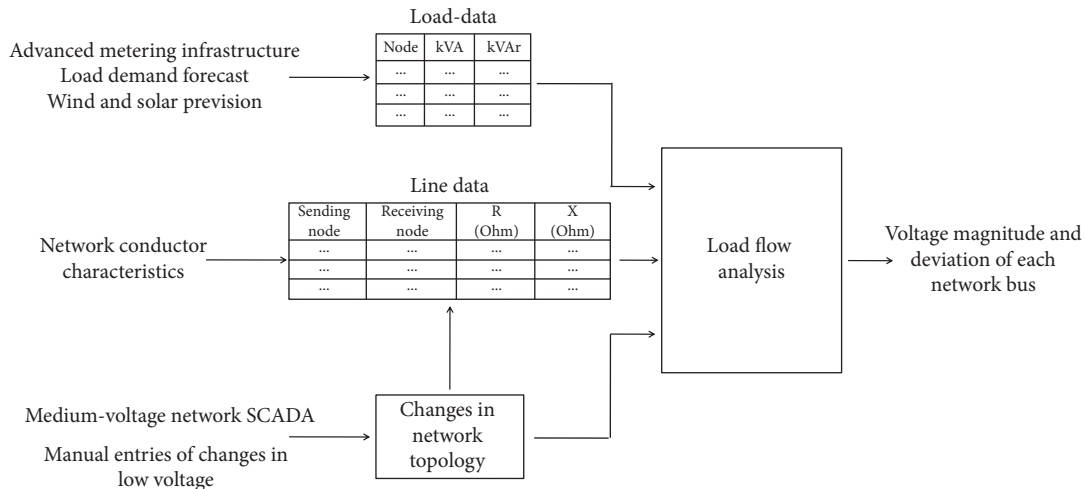 Load-data
Advanced metering infrastructure
Load demand forecast
Wind and solar prevision
Node kVA kVAr
... ... ...
... ... ...
... ... ...
Line data
Sending node Receiving node R (Ohm) X (Ohm)
... ... ... ...
... ... ... ...
... ... ... ...
Network conductor
characteristics
Load flow
analysis
Voltage magnitude and
deviation of each
network bus
Medium-voltage network SCADA
Manual entries of changes in
low voltage
Changes in
network
topology